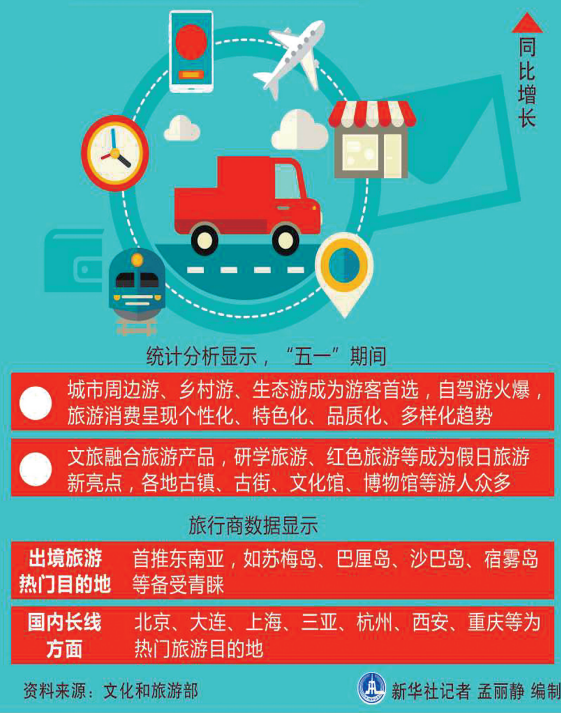 同比增长
统计分析显示，“五一”期间
城市周边游、乡村游、生态游成为游客首选，自驾游火爆，
旅游消费呈现个性化、特色化、品质化、多样化趋势
文旅融合旅游产品，研学旅游、红色旅游等成为假日旅游
新亮点，各地古镇、古街、文化馆、博物馆等游人众多
旅行商数据显示
出境旅游
热门目的地
首推东南亚，如苏梅岛、巴厘岛、沙巴岛、宿雾岛
等备受青睐
国内长线
方面
北京、大连、上海、三亚、杭州、西安、重庆等为
热门旅游目的地
资料来源：文化和旅游部
新华社记者 孟丽静 编制